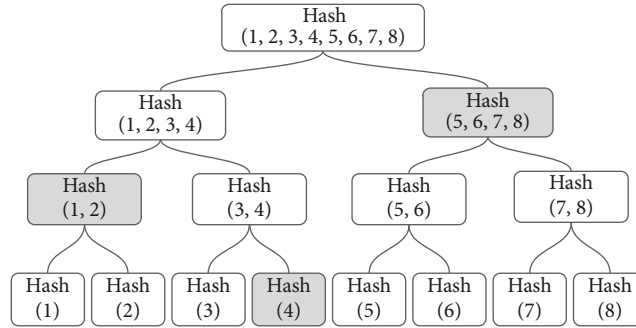 Hash
(1, 2, 3, 4, 5, 6, 7, 8)
Hash
(1, 2, 3, 4)
Hash
(5, 6, 7, 8)
Hash
(1, 2)
Hash
(3, 4)
Hash
(5, 6)
Hash
(7, 8)
Hash
(1)
Hash
(2)
Hash
(3)
Hash
(4)
Hash
(5)
Hash
(6)
Hash
(7)
Hash
(8)